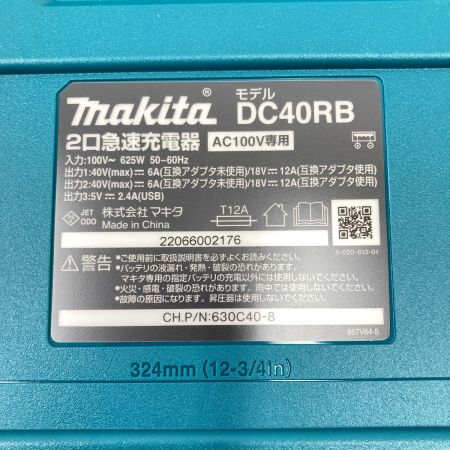 makita® モデル DC40RB
2口急速充電器 AC100V専用
入力:100V～ 625W 50-60Hz
出力1:40V(max)⎓6A(互換アダプタ未使用)/18V⎓12A(互換アダプタ使用)
出力2:40V(max)⎓6A(互換アダプタ未使用)/18V⎓12A(互換アダプタ使用)
出力3:5V⎓2.4A(USB)
JET ODO 株式会社マキタ T12A
Made in China
22066002176
S-020-613-01
⚠警告 •ご使用前に取扱説明書を必ずよくお読みください。
•バッテリの液漏れ・発熱・破裂の恐れがあります。
マキタ専用の指定バッテリの充電以外には使用しないでください。
•火災・感電・破裂の恐れがあります。雨中では使用しないでください。
•故障の原因になります。昇圧器は使用しないでください。
CH.P/N:630C40-8
857V64-5
324mm (12-3/4in)